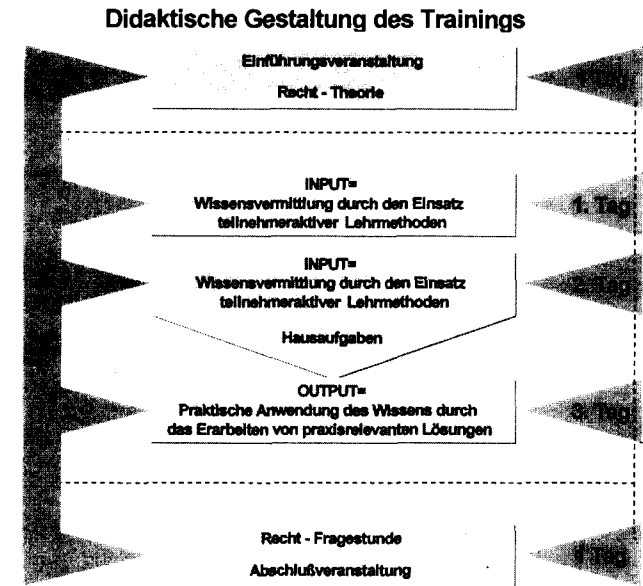 Didaktische Gestaltung des Trainings
Einführungsveranstaltung
Recht - Theorie
1 Tag
INPUT=
Wissensvermittlung durch den Einsatz
teilnehmeraktiver Lehrmethoden
1. Tag
INPUT=
Wissensvermittlung durch den Einsatz
teilnehmeraktiver Lehrmethoden
2. Tag
Hausaufgaben
OUTPUT=
Praktische Anwendung des Wissens durch
das Erarbeiten von praxisrelevanten Lösungen
3. Tag
Recht - Fragestunde
Abschlußveranstaltung
1 Tag